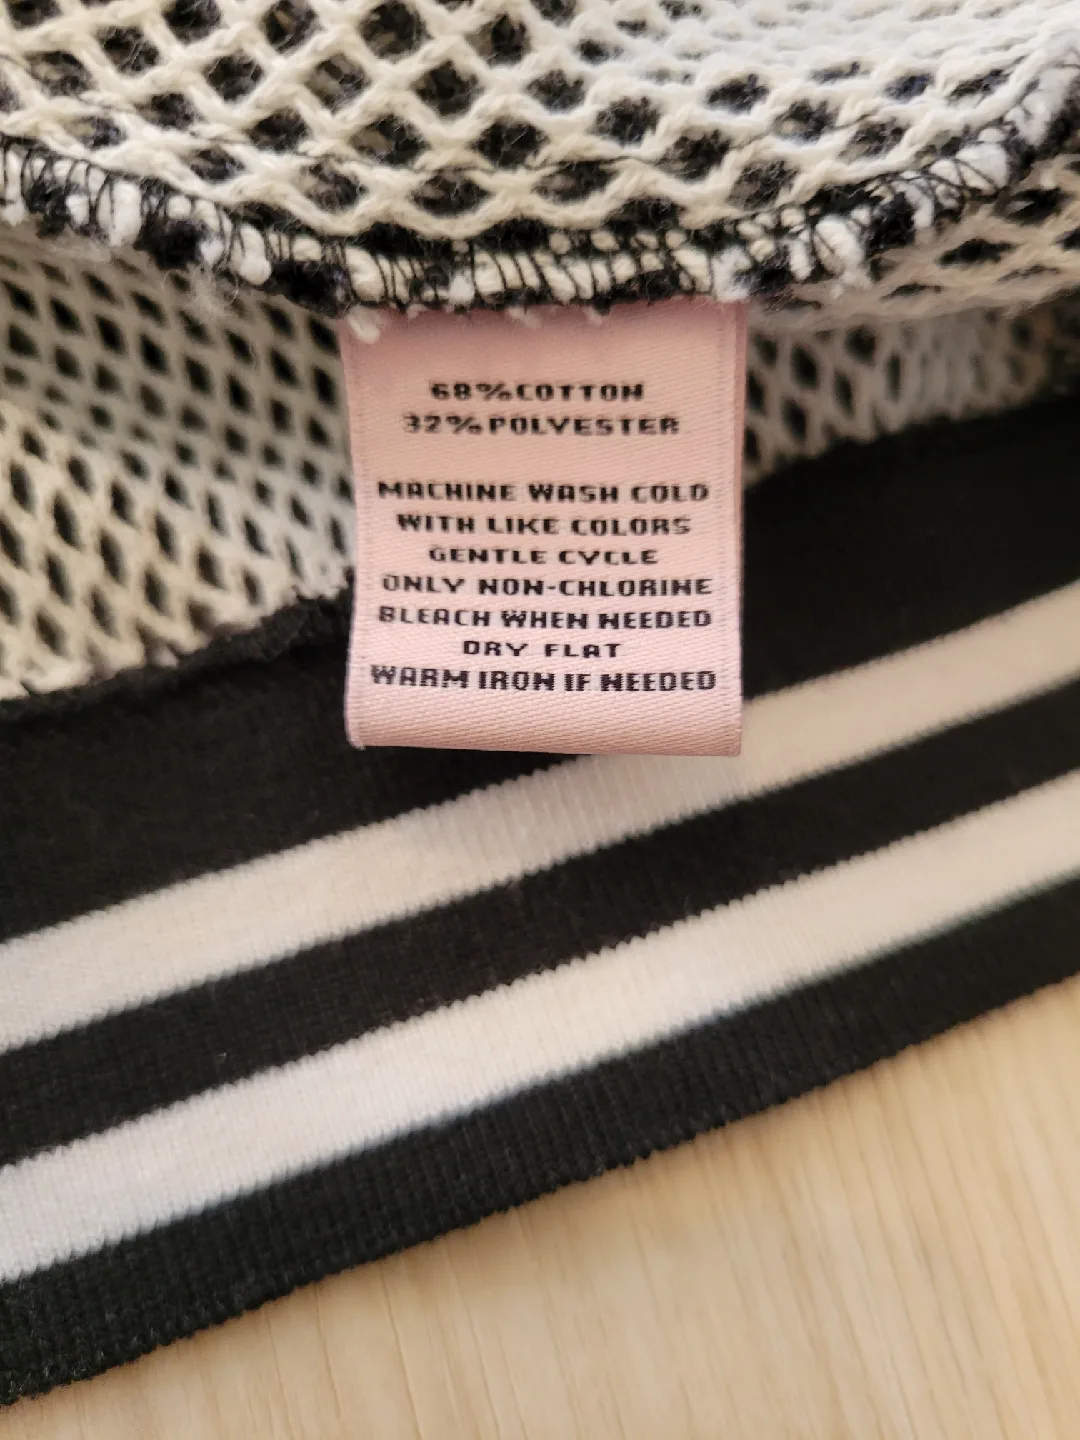 68%COTTON
32%POLYESTER
MACHINE WASH COLD
WITH LIKE COLORS
GENTLE CYCLE
ONLY NON-CHLORINE
BLEACH WHEN NEEDED
DRY FLAT
WARM IRON IF NEEDED